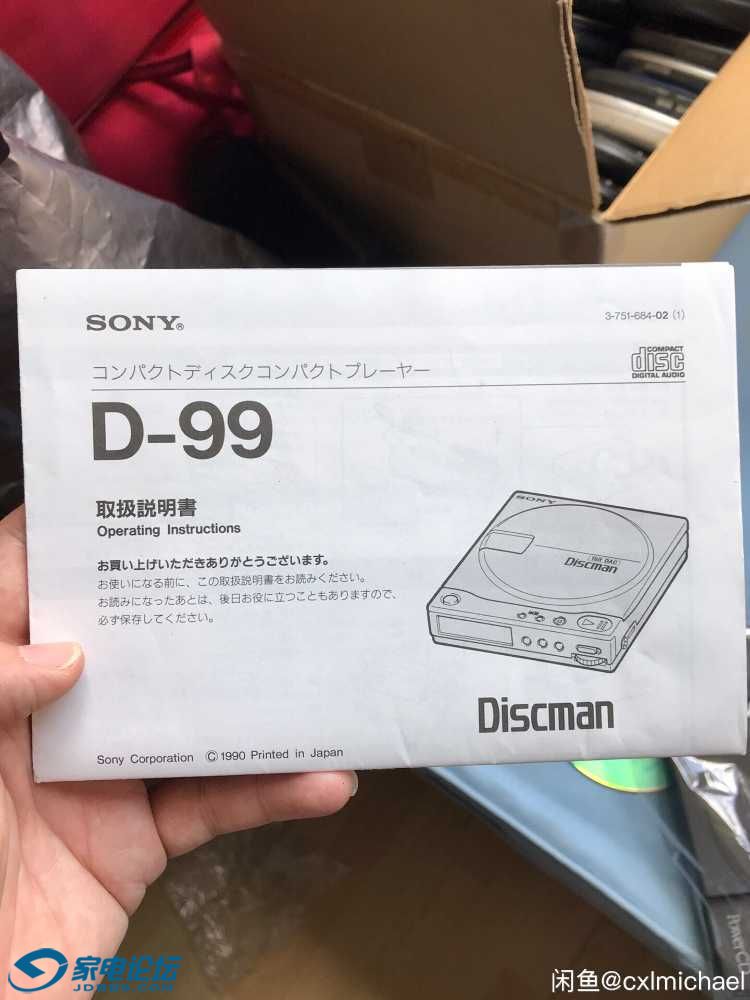 SONY®
3-751-684-02 (1)
コンパクトディスクコンパクトプレーヤー
COMPACT
disc
DIGITAL AUDIO
D-99
取扱説明書
Operating Instructions
お買い上げいただきありがとうございます。
お使いになる前に、この取扱説明書をお読みください。
お読みになったあとは、後日お役に立つこともありますので、
必ず保存してください。
SONY
1bit DAC
Discman
Discman
Sony Corporation ©1990 Printed in Japan
家电论坛
JDBBS.COM
闲鱼@cxlmichael